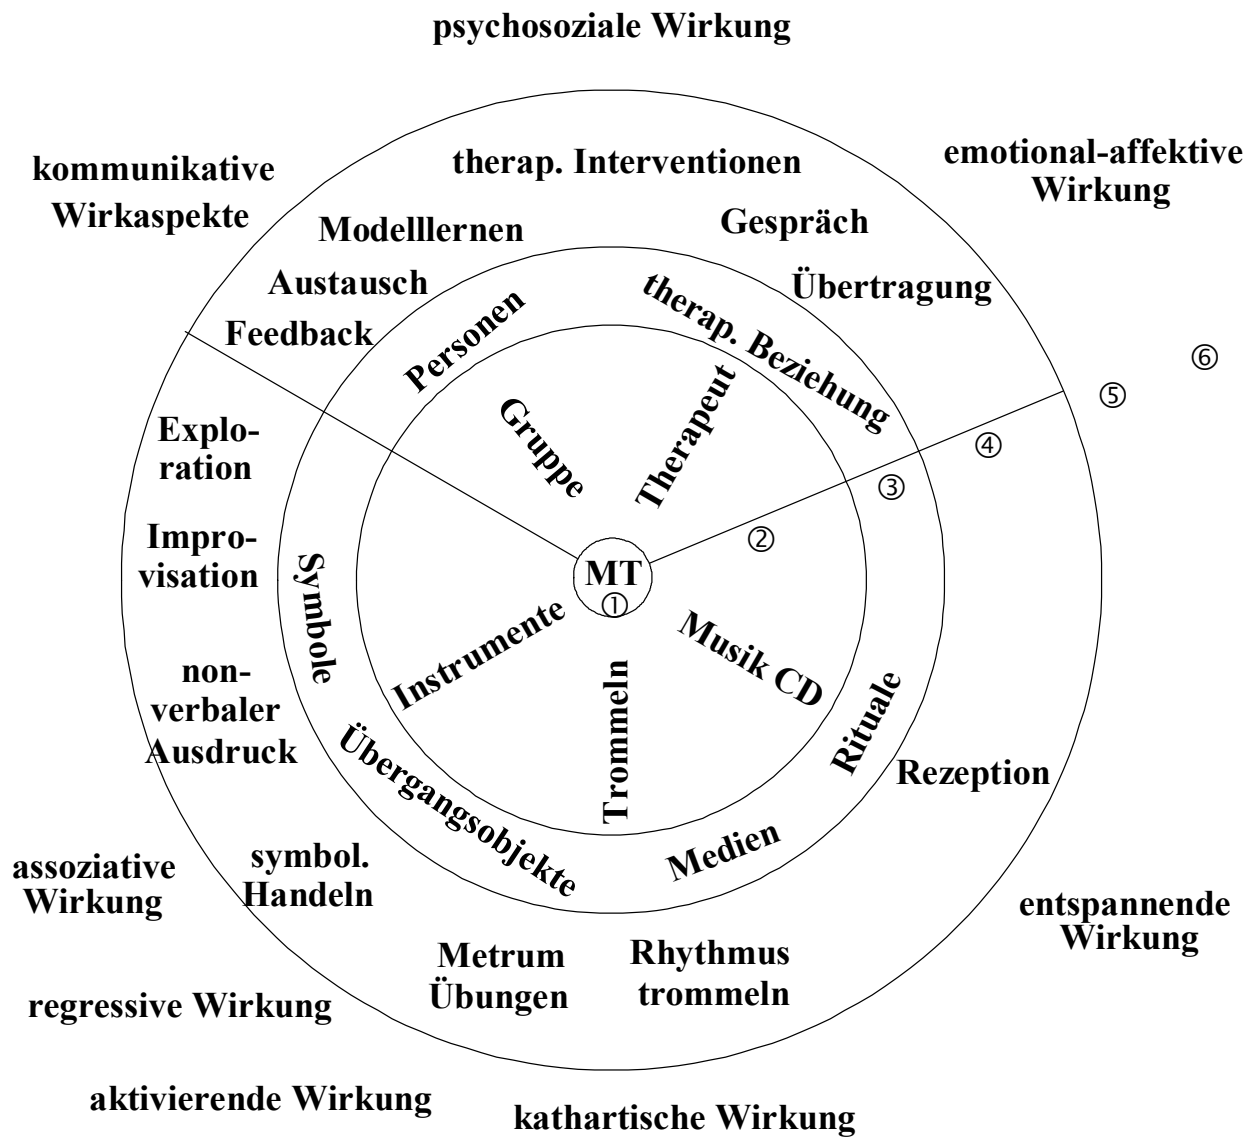 psychosoziale Wirkung
kommunikative
Wirkaspekte
emotional-affektive
Wirkung
therap. Interventionen
Modelllernen
Gespräch
Austausch
Übertragung
Feedback
Personen
therap. Beziehung
Gruppe
Therapeut
⑥
⑤
④
③
②
Explo-
ration
Impro-
visation
Symbole
MT
①
Instrumente
Trommeln
Musik CD
non-
verbaler
Ausdruck
Übergangsobjekte
Medien
Rituale
Rezeption
symbol.
Handeln
Metrum
Übungen
Rhythmus
trommeln
assoziative
Wirkung
entspannende
Wirkung
regressive Wirkung
aktivierende Wirkung
kathartische Wirkung